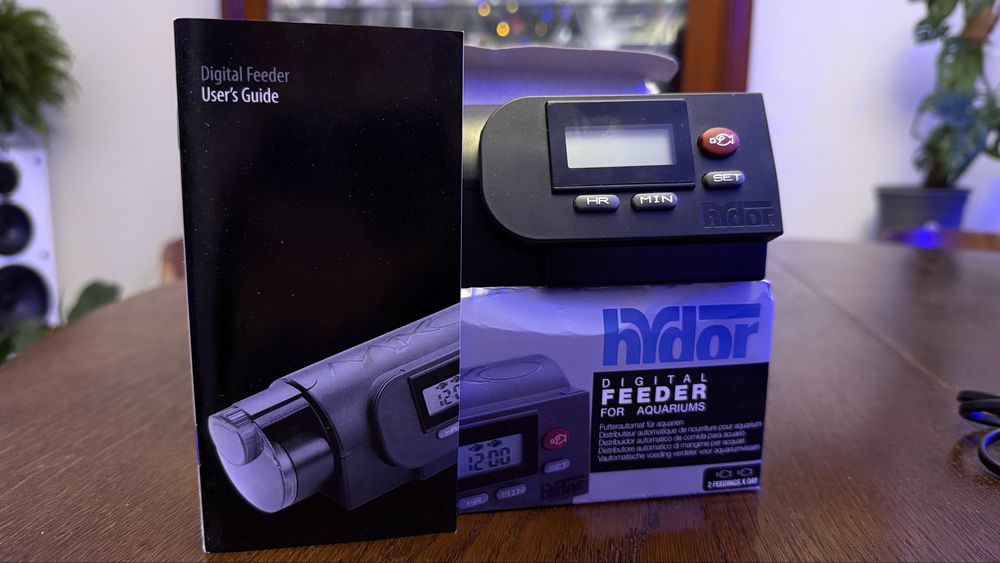 Digital Feeder
User's Guide
12:0
HR
MIN
SET
hydor
hydor
DIGITAL
FEEDER
FOR AQUARIUMS
Futterautomat für aquarien
Distributeur automatique de nourriture pour aquarium
Distribuidor automatico de comida para acuario
Distributore automatico di mangime per acquari
Vautomatische voeding verdeler voor aquariumvissen
2 FEEDINGS X DAY
12:00
SET
HR
MIN
hydor